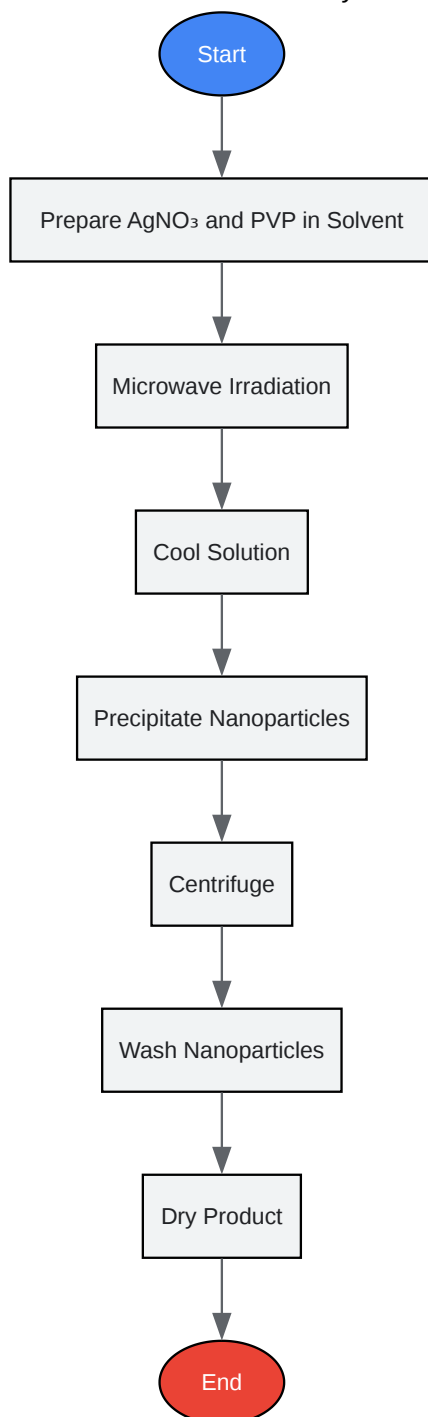 Start
Prepare AgNO₃ and PVP in Solvent
Microwave Irradiation
Cool Solution
Precipitate Nanoparticles
Centrifuge
Wash Nanoparticles
Dry Product
End